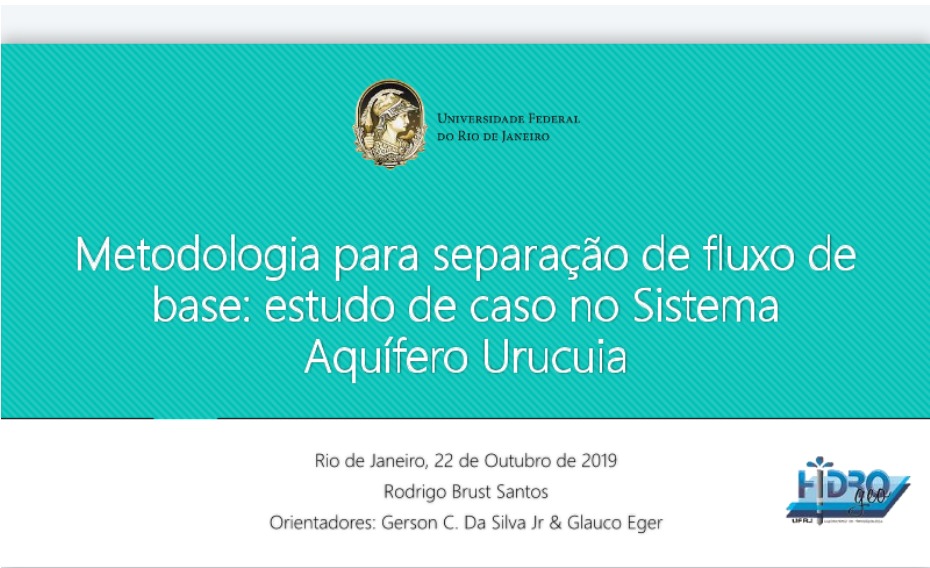 UNIVERSIDADE FEDERAL
DO RIO DE JANEIRO
Metodologia para separação de fluxo de
base: estudo de caso no Sistema
Aquífero Urucuia
Rio de Janeiro, 22 de Outubro de 2019
Rodrigo Brust Santos
Orientadores: Gerson C. Da Silva Jr & Glauco Eger
HIDRO
geo
UFRJ